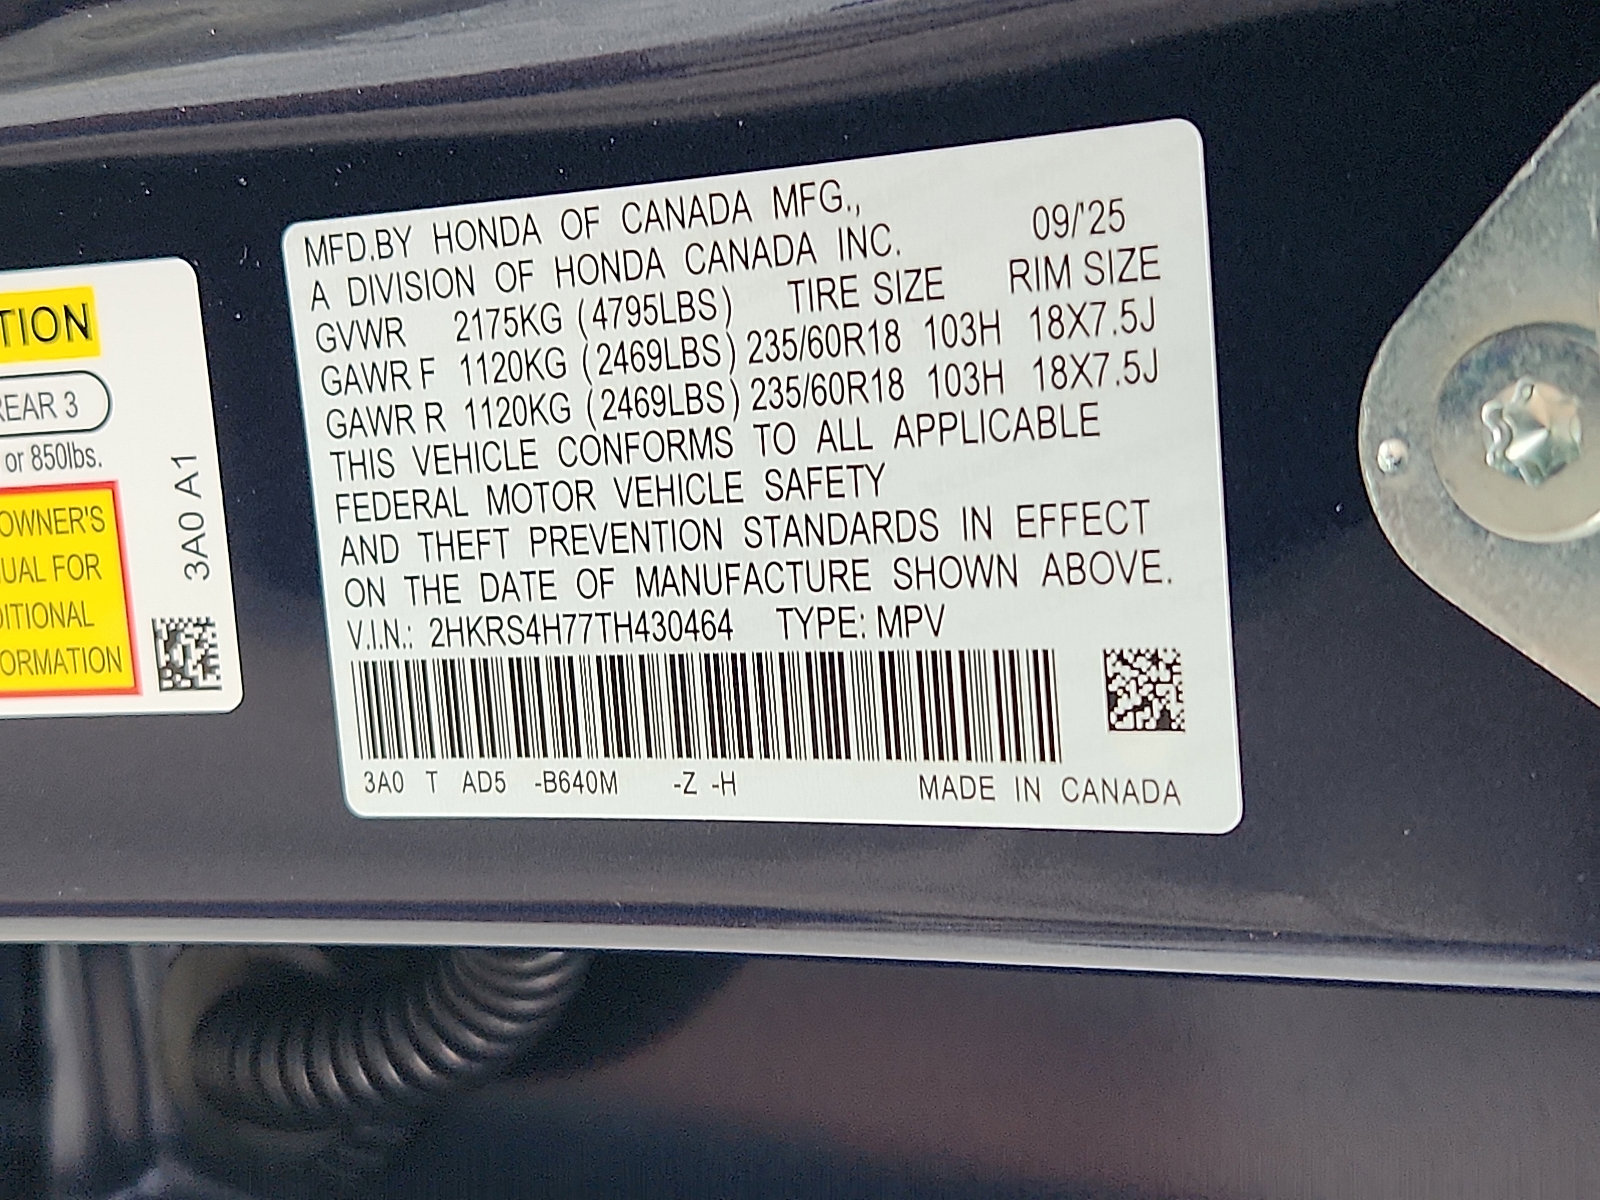 TION
REAR 3
or 850lbs.
OWNER'S
UAL FOR
DITIONAL
ORMATION
3A0 A1
MFD.BY HONDA OF CANADA MFG.,
A DIVISION OF HONDA CANADA INC. 09/'25
GVWR 2175KG (4795LBS) TIRE SIZE RIM SIZE
GAWR F 1120KG (2469LBS) 235/60R18 103H 18X7.5J
GAWR R 1120KG (2469LBS) 235/60R18 103H 18X7.5J
THIS VEHICLE CONFORMS TO ALL APPLICABLE
FEDERAL MOTOR VEHICLE SAFETY
AND THEFT PREVENTION STANDARDS IN EFFECT
ON THE DATE OF MANUFACTURE SHOWN ABOVE.
V.I.N.: 2HKRS4H77TH430464 TYPE: MPV
3A0 T AD5 -B640M -Z -H MADE IN CANADA